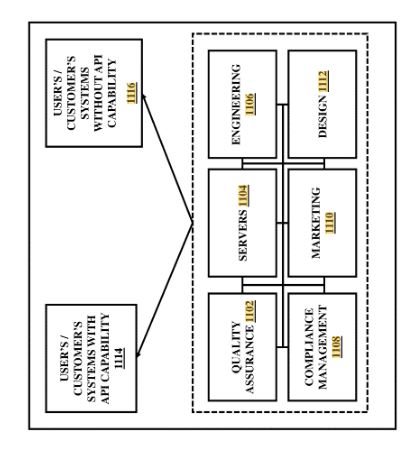 USER'S /
CUSTOMER'S
SYSTEMS WITH
API CAPABILITY
1114
USER'S /
CUSTOMER'S
SYSTEMS
WITHOUT API
CAPABILITY
1116
QUALITY
ASSURANCE 1102
SERVERS 1104
ENGINEERING
1106
COMPLIANCE
MANAGEMENT
1108
MARKETING
1110
DESIGN 1112